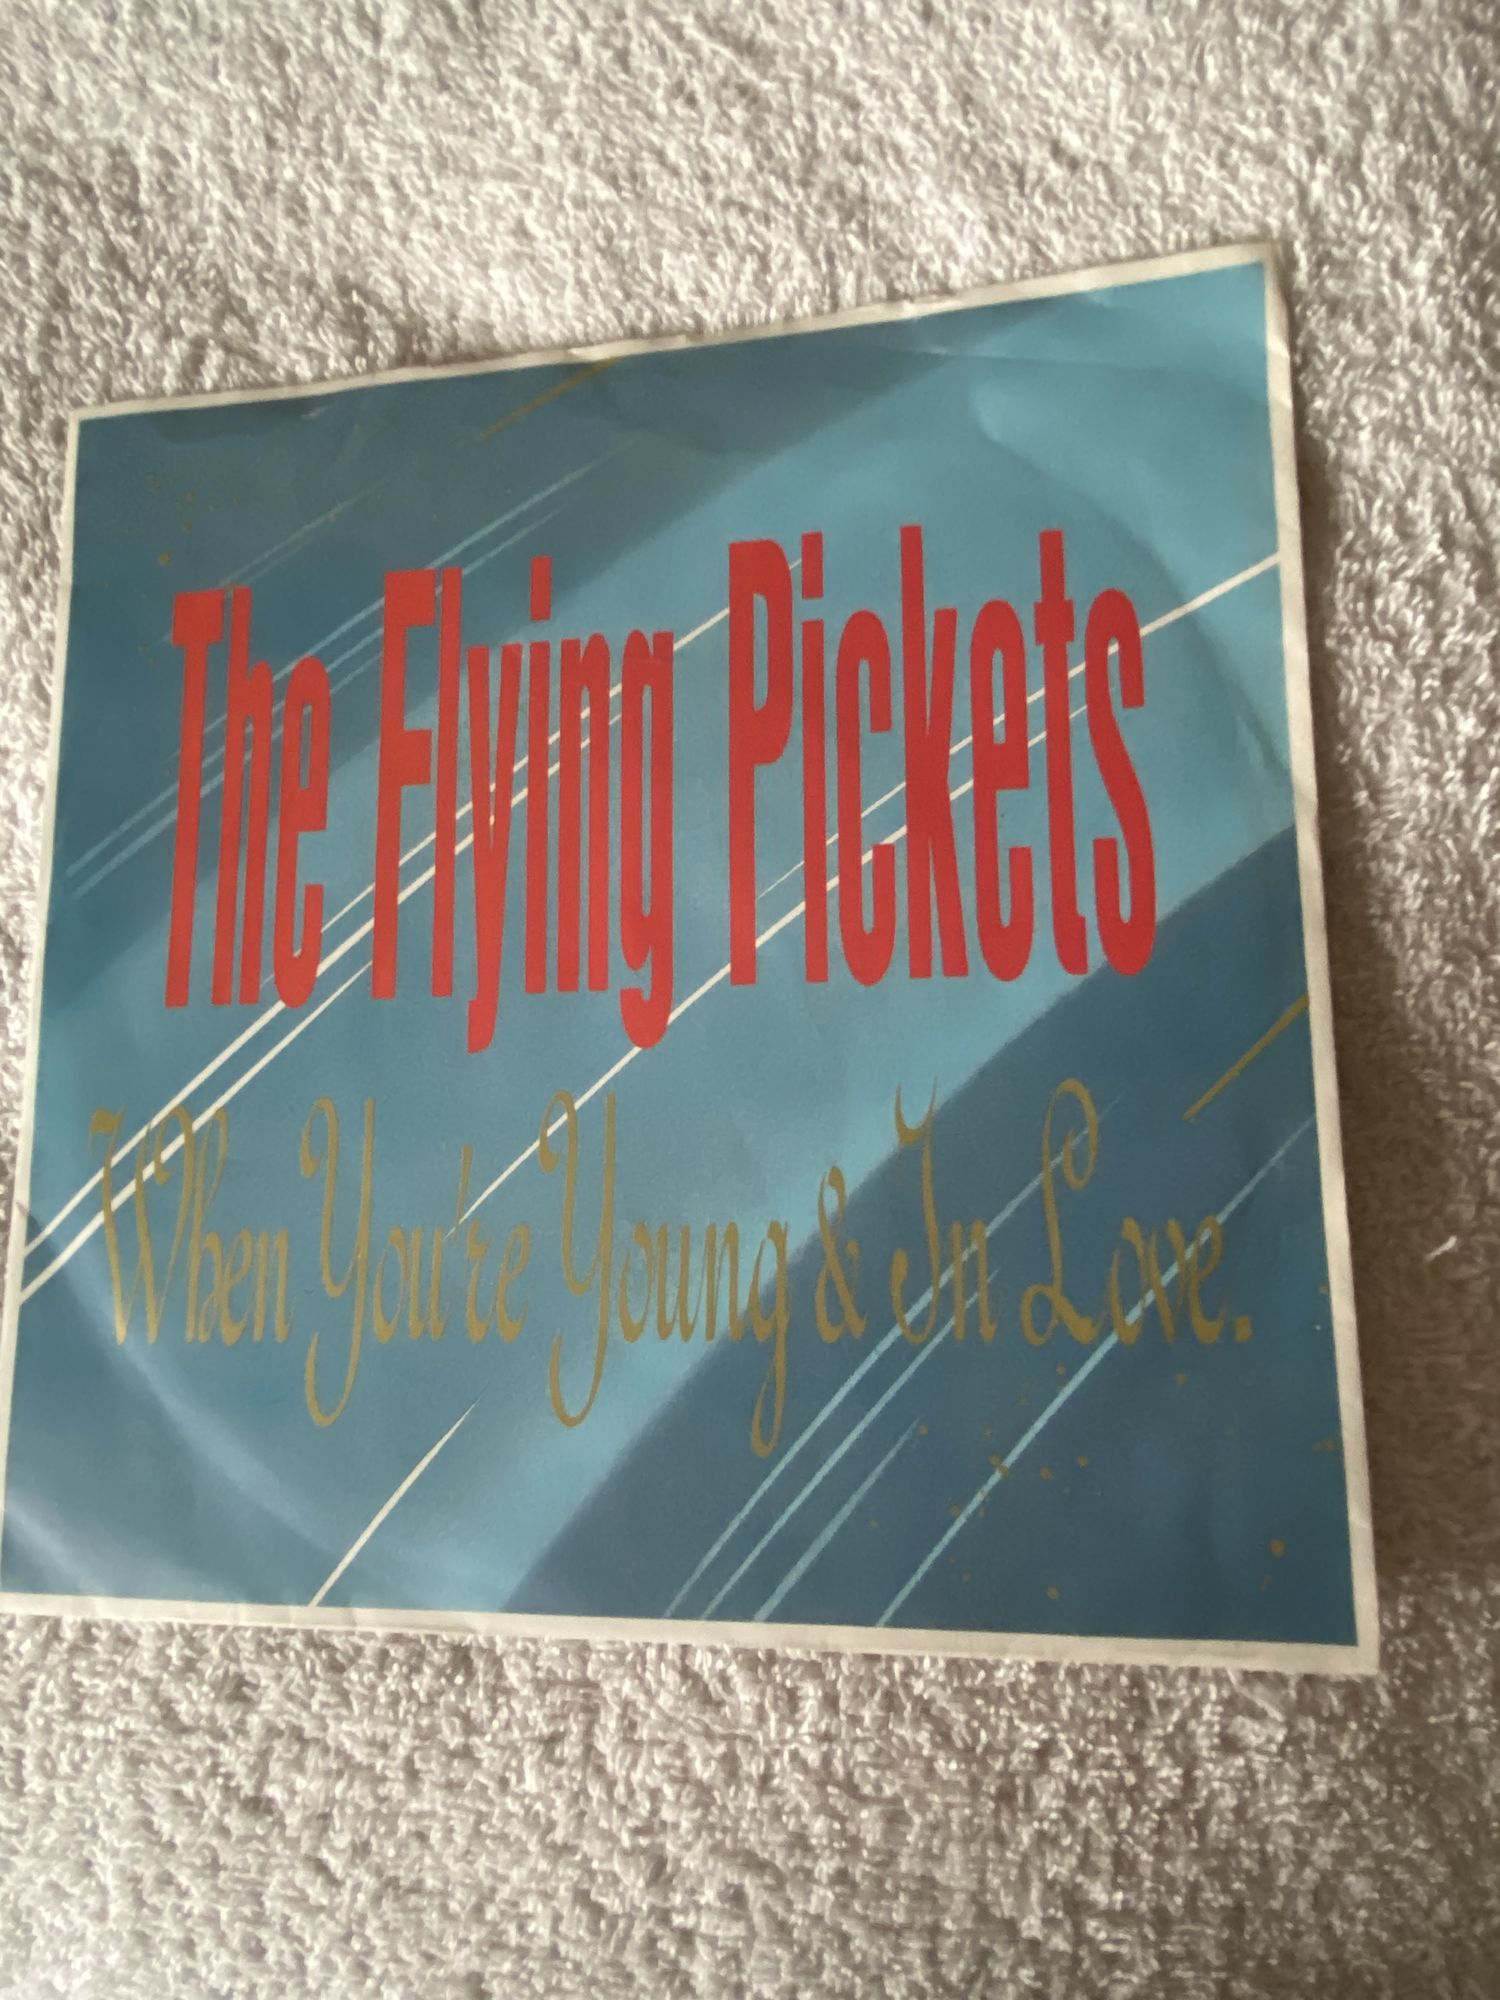 The Flying Pickets
When You're Young & In Love.